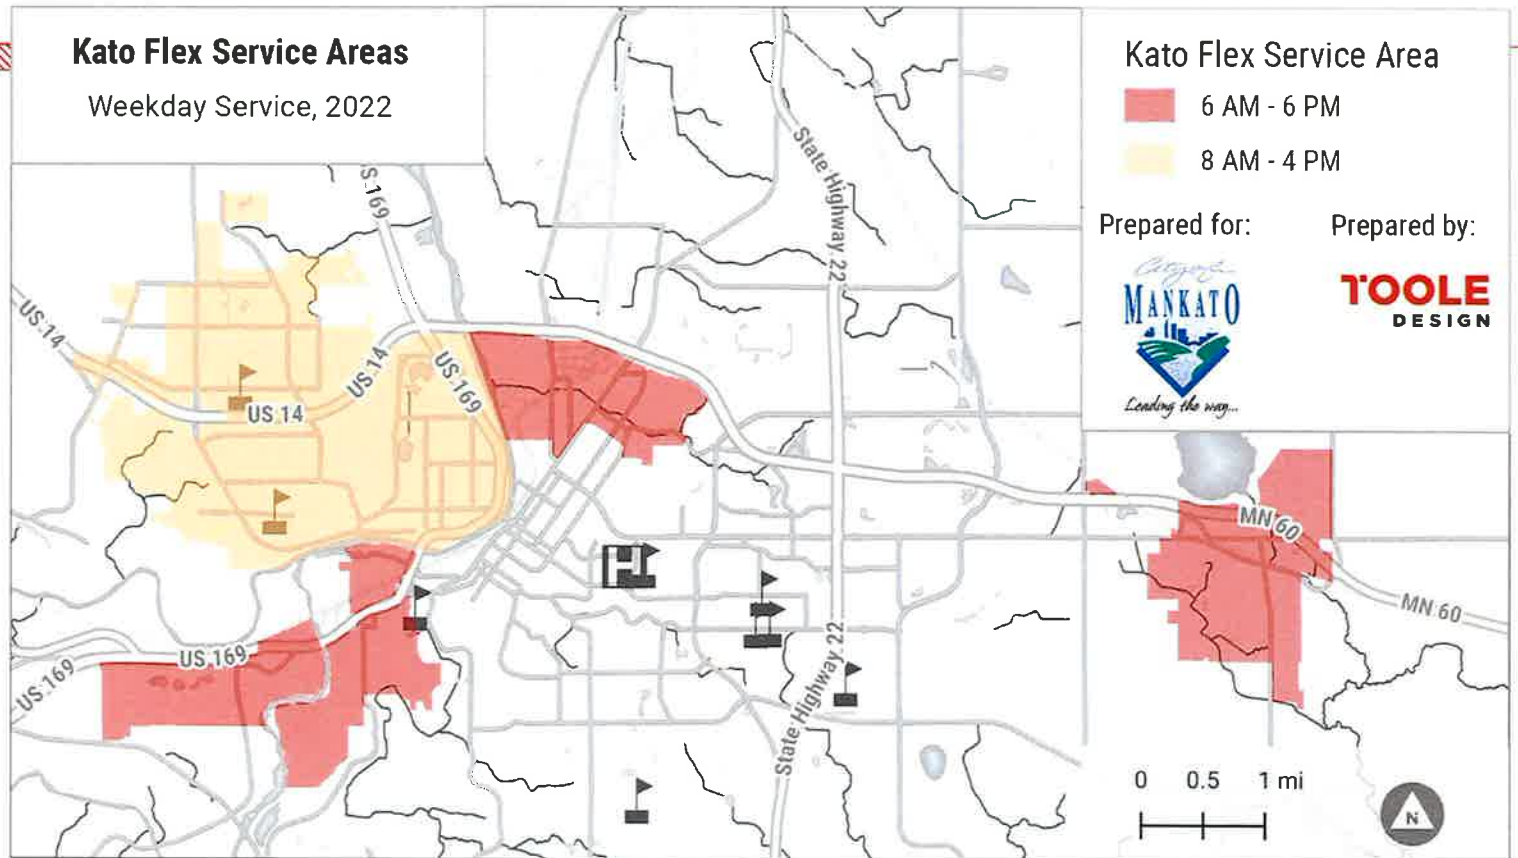 Kato Flex Service Areas
Weekday Service, 2022
Kato Flex Service Area
6 AM - 6 PM
8 AM - 4 PM
Prepared for:
Prepared by:
City of
MANKATO
Leading the way...
TOOLE
DESIGN
US 169
State Highway 22
US 14
US 14
US 169
US 14
MN 60
MN 60
H
US 169
US 169
State Highway 22
0 0.5 1 mi
N